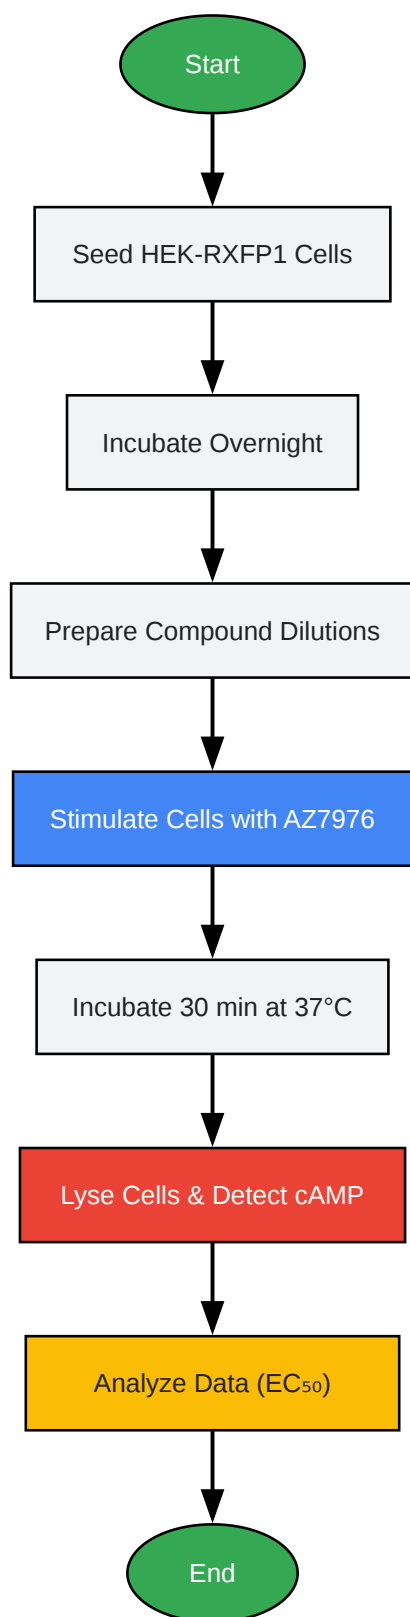 Start
Seed HEK-RXFP1 Cells
Incubate Overnight
Prepare Compound Dilutions
Stimulate Cells with AZ7976
Incubate 30 min at 37°C
Lyse Cells & Detect cAMP
Analyze Data (EC₅₀)
End